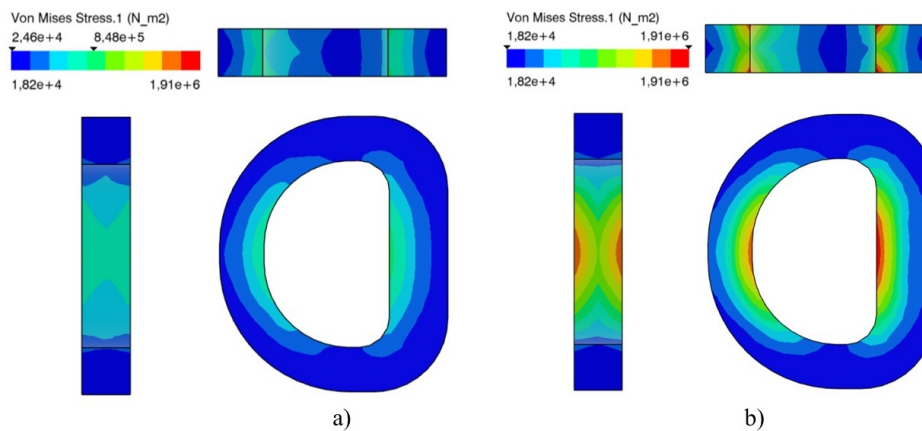 Von Mises Stress.1 (N_m2)
2,46e+4 8,48e+5
1,82e+4 1,91e+6
a)
Von Mises Stress.1 (N_m2)
1,82e+4 1,91e+6
1,82e+4 1,91e+6
b)